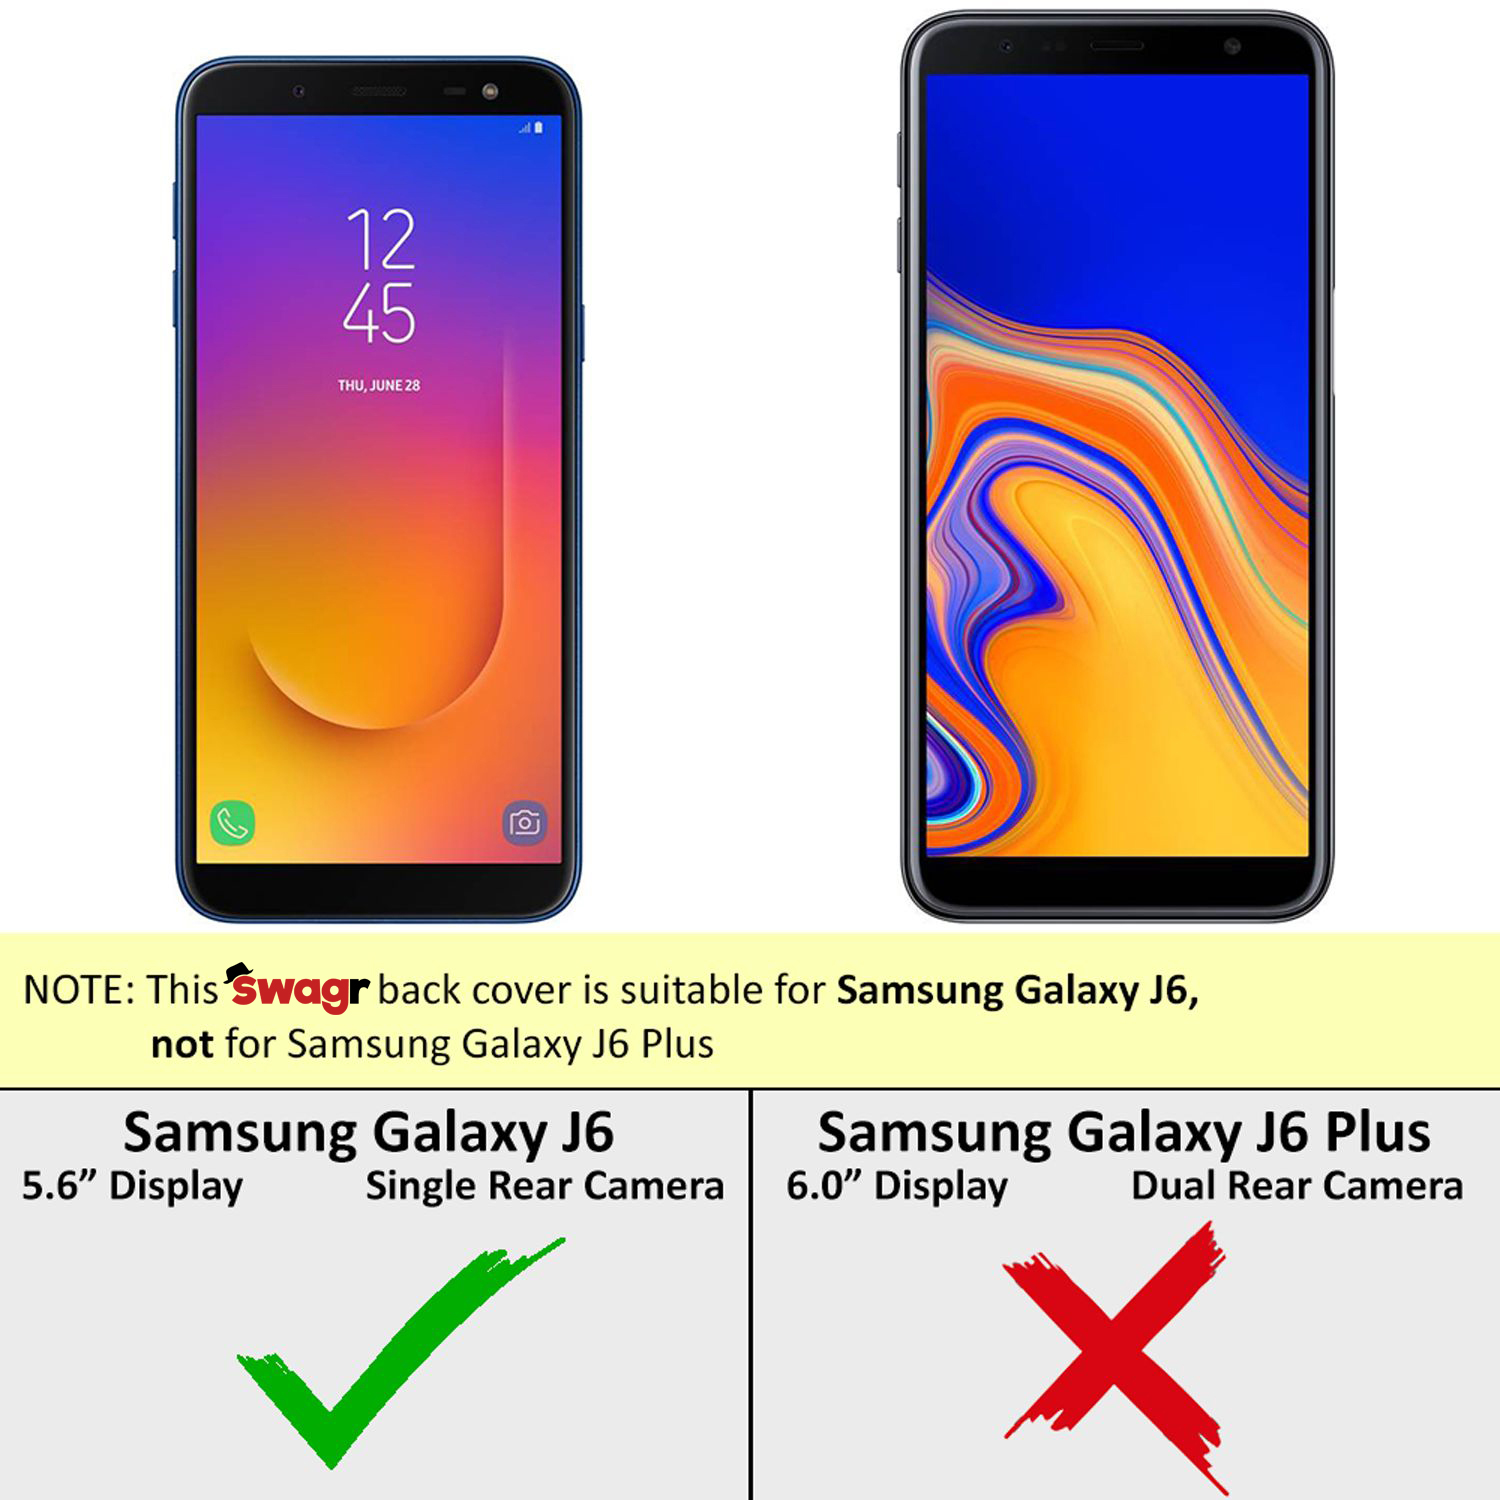 12
45
THU, JUNE 28
NOTE: This swagr back cover is suitable for Samsung Galaxy J6,
not for Samsung Galaxy J6 Plus
Samsung Galaxy J6
5.6” Display Single Rear Camera
Samsung Galaxy J6 Plus
6.0” Display Dual Rear Camera